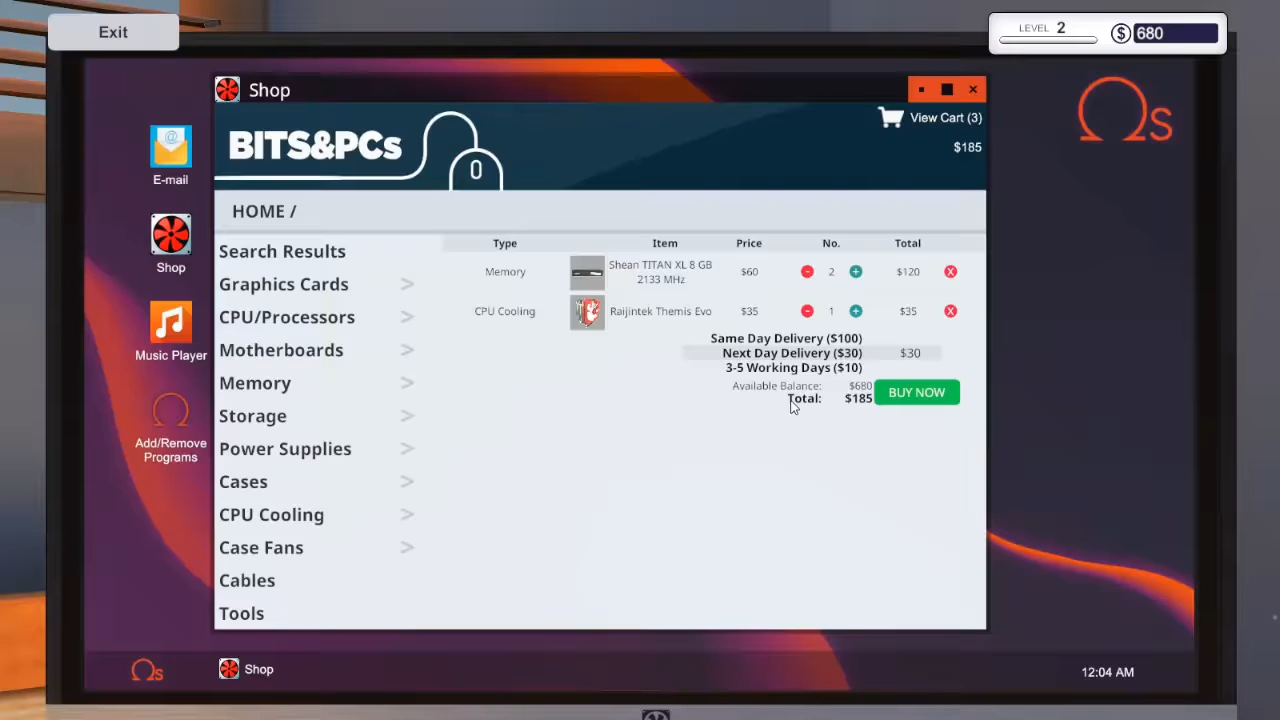 Exit
LEVEL 2
$ 680
Shop
View Cart (3)
$185
BITS&PCs
HOME /
Search Results
Graphics Cards >
CPU/Processors >
Motherboards >
Memory >
Storage >
Power Supplies >
Cases >
CPU Cooling >
Case Fans >
Cables
Tools
Type Item Price No. Total
Memory Shean TITAN XL 8 GB 2133 MHz $60 - 2 + $120 X
CPU Cooling Raijintek Themis Evo $35 - 1 + $35 X
Same Day Delivery ($100)
Next Day Delivery ($30) $30
3-5 Working Days ($10)
Available Balance: $680
Total: $185
BUY NOW
E-mail
Shop
Music Player
Add/Remove
Programs
Ωs
Ωs
Shop
12:04 AM